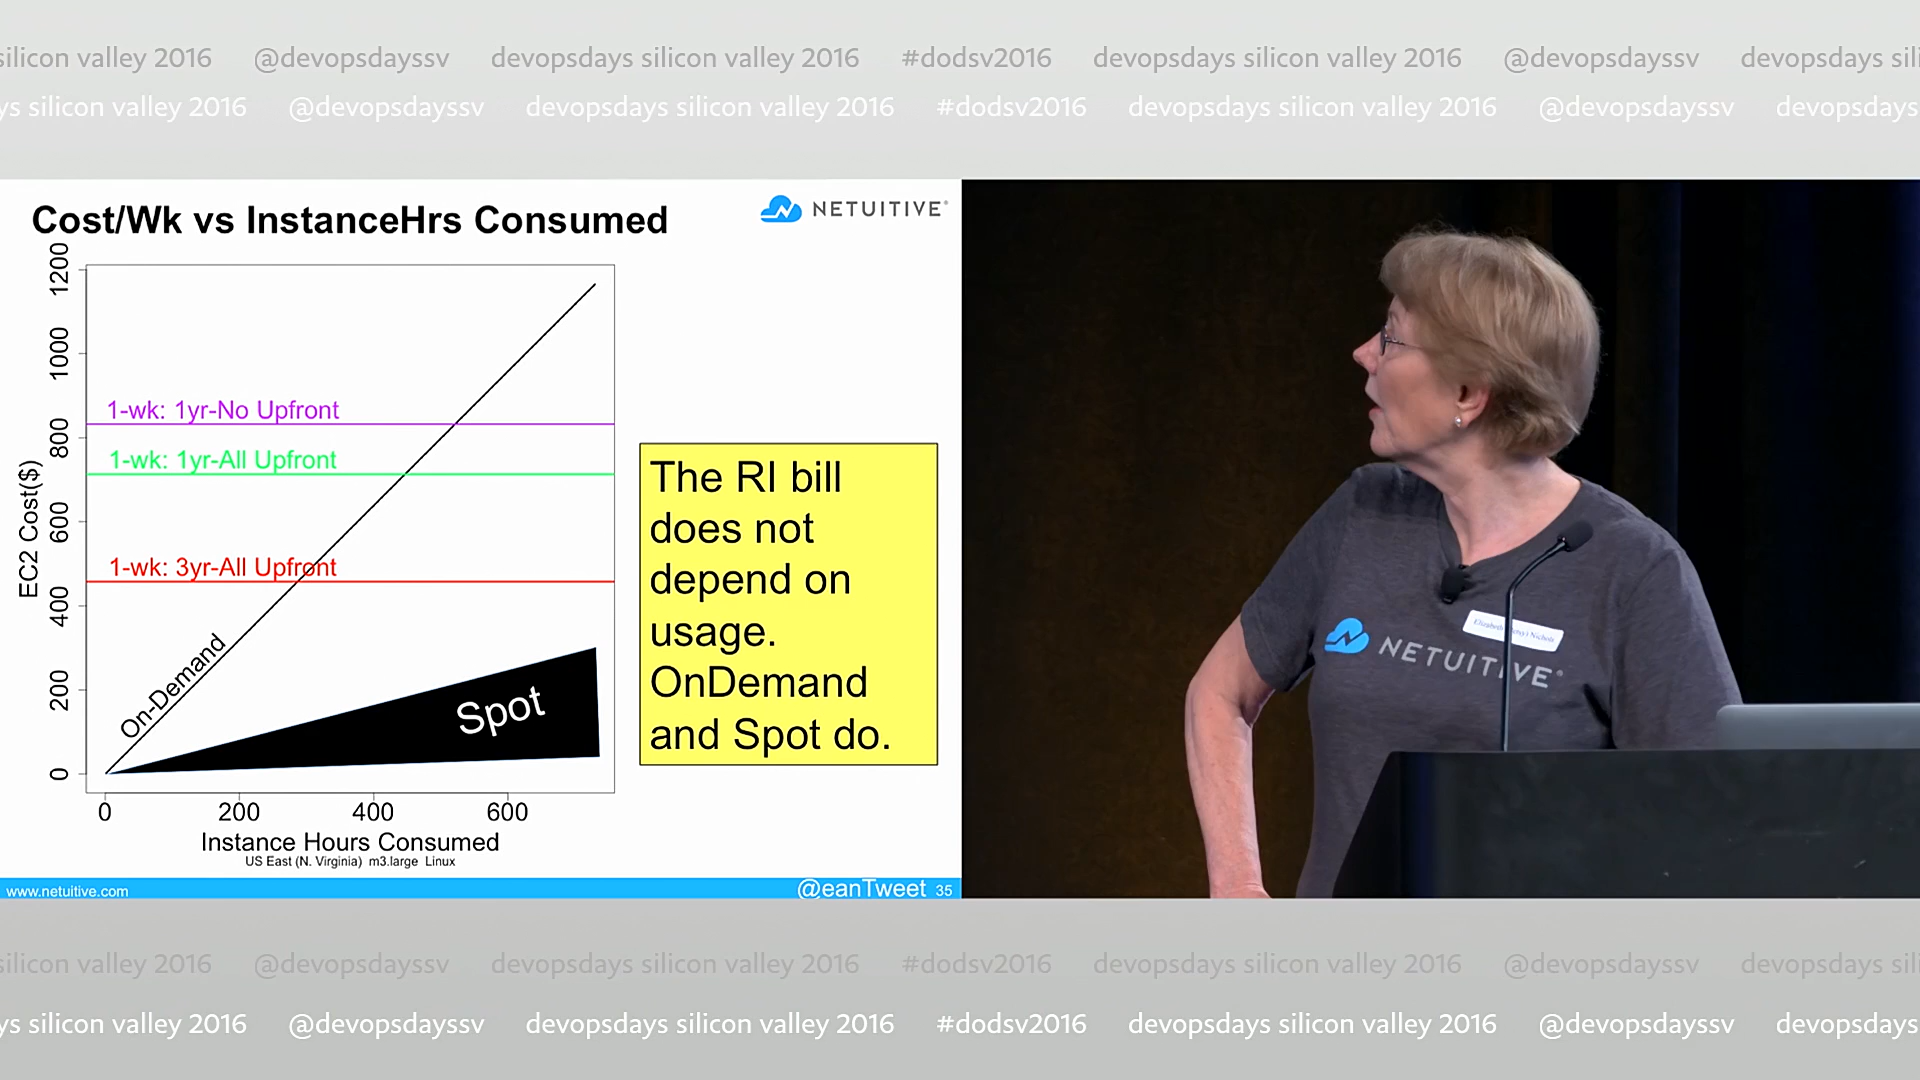 silicon valley 2016 @devopsdayssv devopsdays silicon valley 2016 #dodsv2016 devopsdays silicon valley 2016 @devopsdayssv devopsdays sili
ys silicon valley 2016 @devopsdayssv devopsdays silicon valley 2016 #dodsv2016 devopsdays silicon valley 2016 @devopsdayssv devopsdays
Cost/Wk vs InstanceHrs Consumed
NETUITIVE®
1200
1000
800
600
400
200
0
EC2 Cost($)
1-wk: 1yr-No Upfront
1-wk: 1yr-All Upfront
1-wk: 3yr-All Upfront
On-Demand
Spot
0 200 400 600
Instance Hours Consumed
US East (N. Virginia) m3.large Linux
The RI bill
does not
depend on
usage.
OnDemand
and Spot do.
www.netuitive.com
@eanTweet 35
Elizabeth Nichols
NETUITIVE®
silicon valley 2016 @devopsdayssv devopsdays silicon valley 2016 #dodsv2016 devopsdays silicon valley 2016 @devopsdayssv devopsdays sili
ys silicon valley 2016 @devopsdayssv devopsdays silicon valley 2016 #dodsv2016 devopsdays silicon valley 2016 @devopsdayssv devopsdays